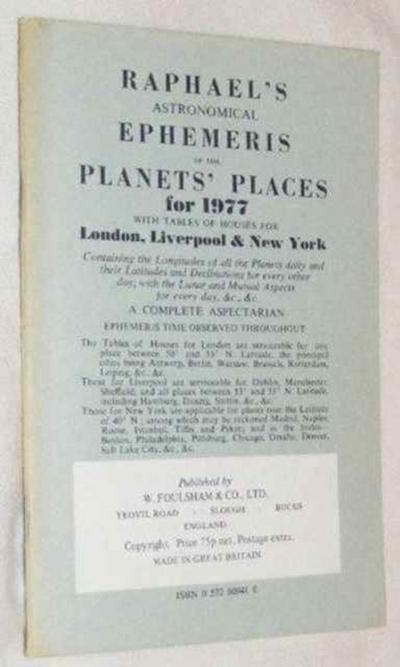 RAPHAEL'S
ASTRONOMICAL
EPHEMERIS
OF THE
PLANETS' PLACES
for 1977
WITH TABLES OF HOUSES FOR
London, Liverpool & New York
Containing the Longitudes of all the Planets daily and
their Latitudes and Declinations for every other
day, with the Lunar and Mutual Aspects
for every day, &c., &c.
A COMPLETE ASPECTARIAN
EPHEMERIS TIME OBSERVED THROUGHOUT
The Tables of Houses for London are serviceable for any
place between 50° and 53° N. Latitude, the principal
cities being Antwerp, Berlin, Warsaw, Brussels, Rotterdam,
Leipzig, &c., &c.
Those for Liverpool are serviceable for Dublin, Manchester,
Sheffield, and all places between 53° and 55° N. Latitude,
including Hamburg, Danzig, Stettin, &c., &c.
Those for New York are applicable for places near the Latitude
of 40° N.; among which may be reckoned Madrid, Naples,
Rome, Istanbul, Tiflis and Pekin; and in the States—
Boston, Philadelphia, Pittsburg, Chicago, Omaha, Denver,
Salt Lake City, &c., &c.
Published by
W. FOULSHAM & CO., LTD.
YEOVIL ROAD · SLOUGH · BUCKS
ENGLAND
Copyright. Price 75p net. Postage extra.
MADE IN GREAT BRITAIN
ISBN 0 572